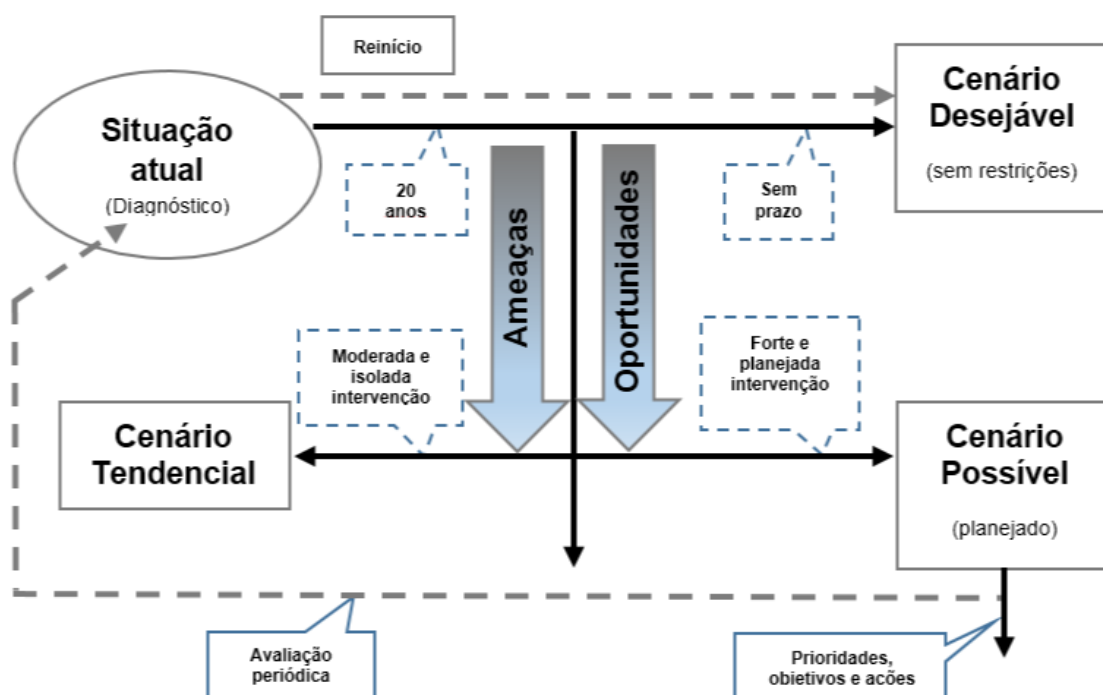 Reinício
Situação
atual
(Diagnóstico)
Cenário
Desejável
(sem restrições)
20
anos
Sem
prazo
Ameaças
Oportunidades
Moderada e
isolada
intervenção
Forte e
planejada
intervenção
Cenário
Tendencial
Cenário
Possível
(planejado)
Avaliação
periódica
Prioridades,
objetivos e acões